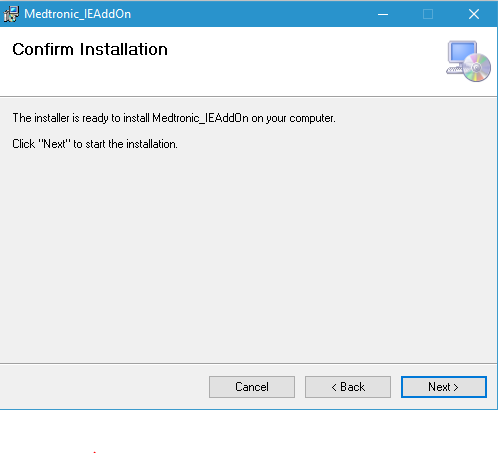 Medtronic_IEAddOn
Confirm Installation
The installer is ready to install Medtronic_IEAddOn on your computer.
Click "Next" to start the installation.
Cancel
< Back
Next >